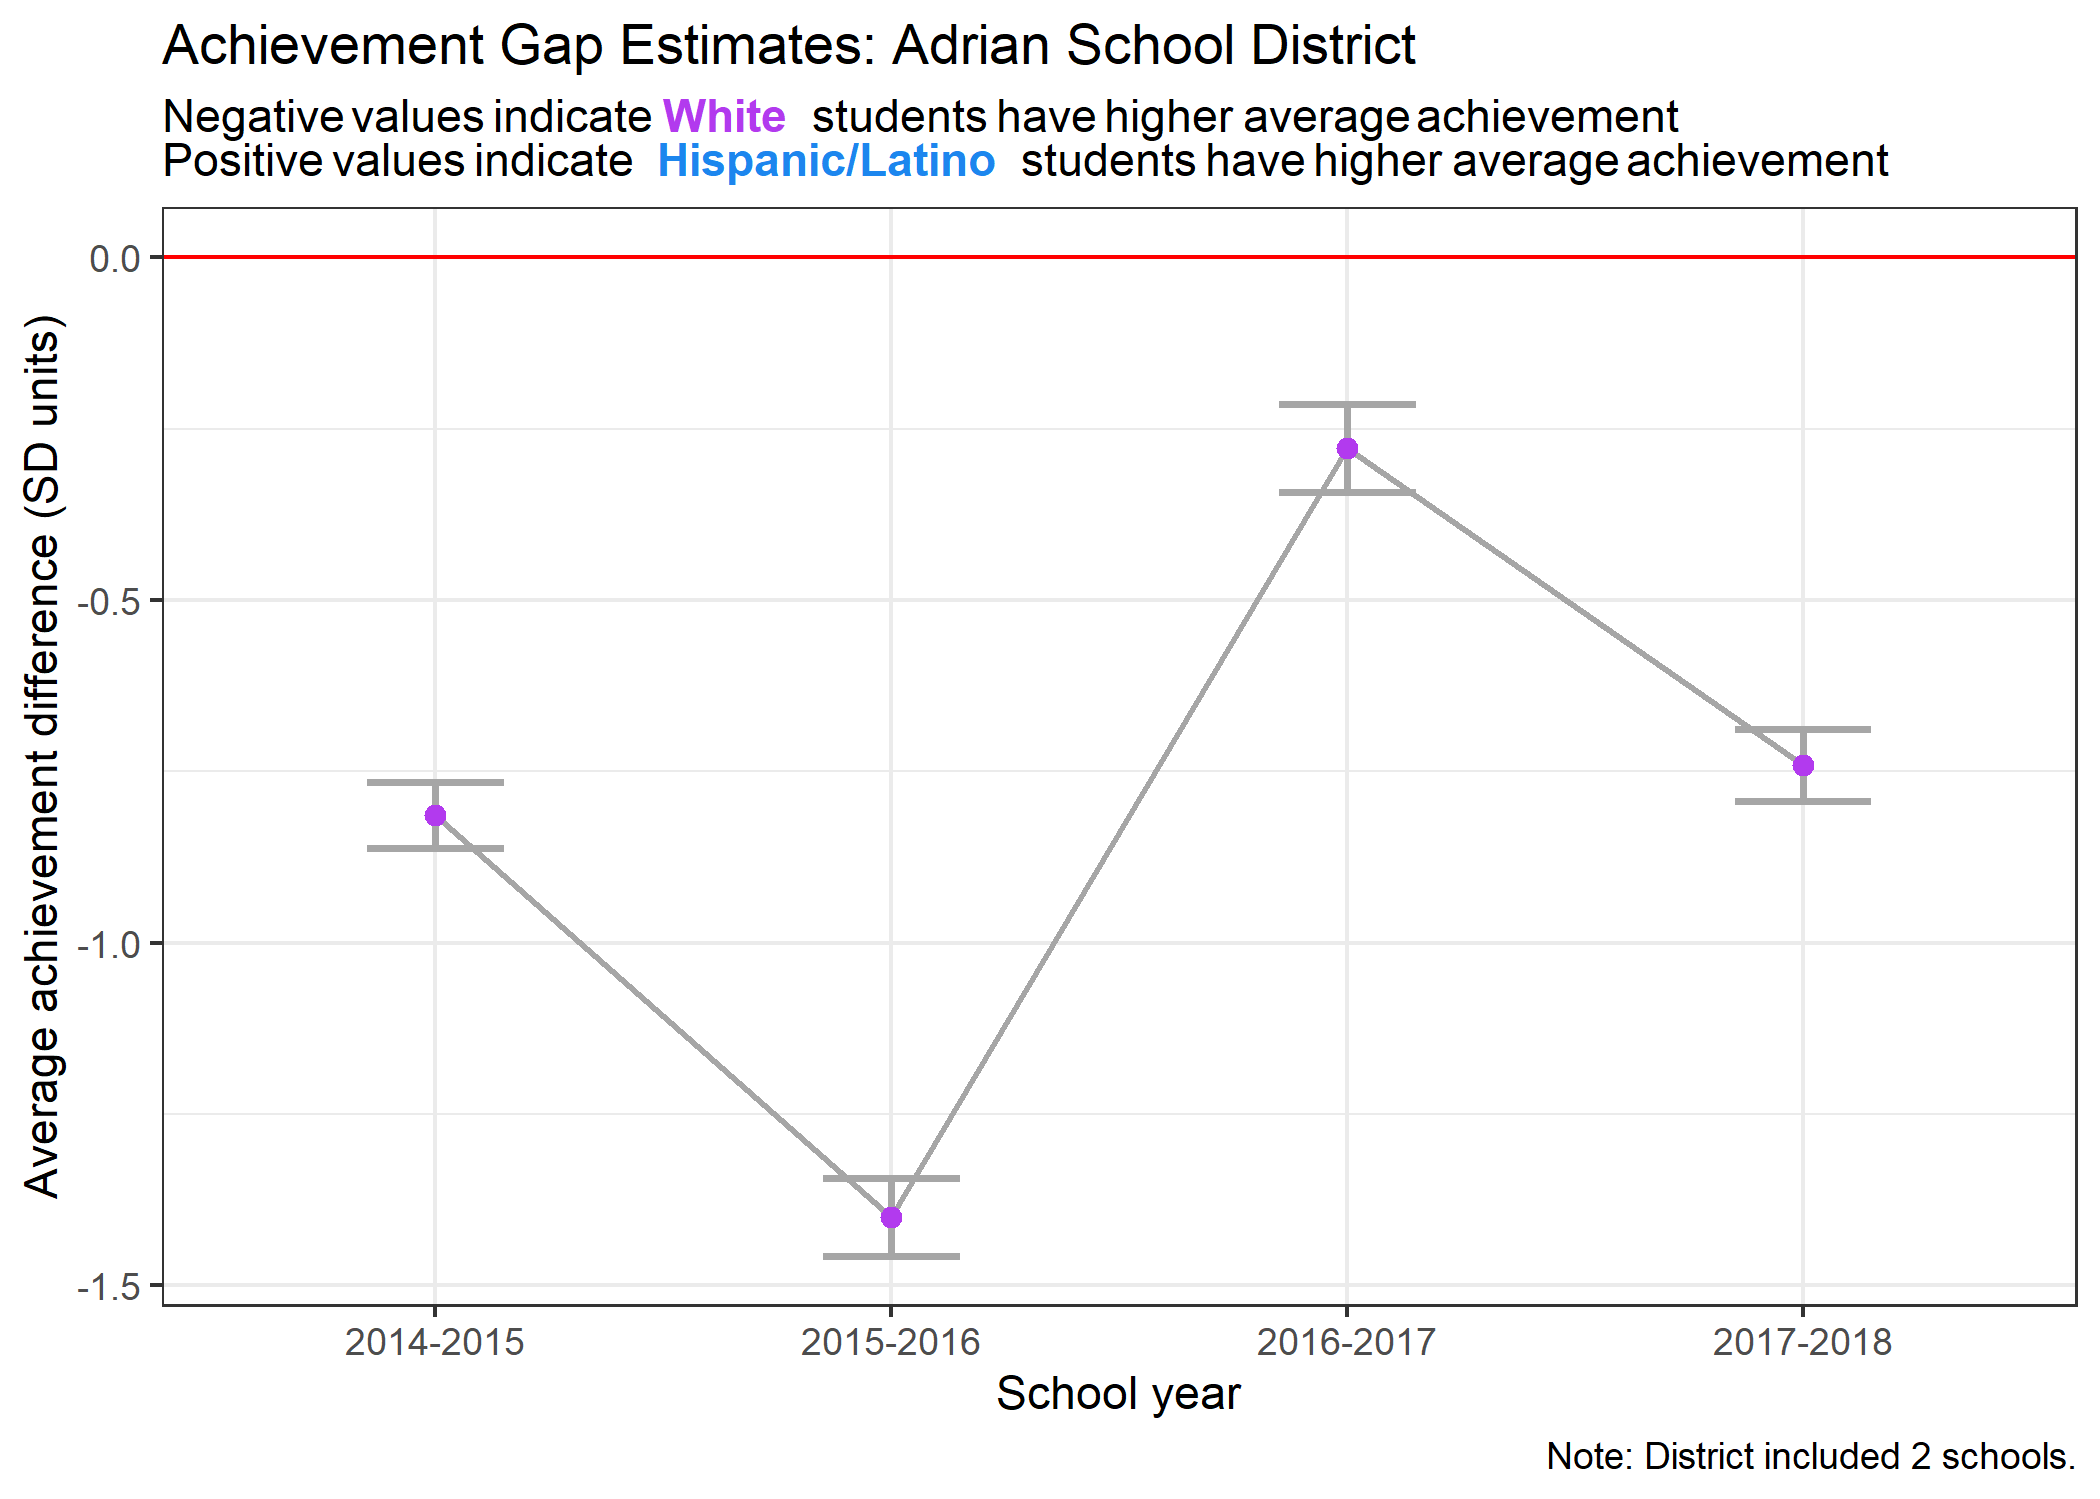 Achievement Gap Estimates: Adrian School District
Negative values indicate White students have higher average achievement
Positive values indicate Hispanic/Latino students have higher average achievement
Average achievement difference (SD units)
0.0
-0.5
-1.0
-1.5
2014-2015 2015-2016 2016-2017 2017-2018
School year
Note: District included 2 schools.